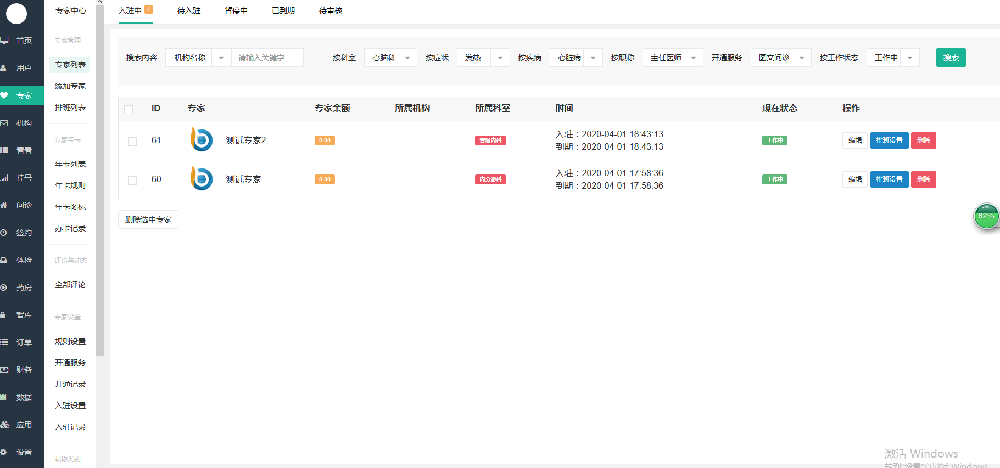 首页
用户
专家
机构
看看
挂号
问诊
签约
体检
药房
智库
订单
财务
数据
应用
设置
专家中心
专家管理
专家列表
添加专家
排班列表
专家年卡
年卡列表
年卡规则
年卡图标
办卡记录
评论与动态
全部评论
专家设置
规则设置
开通服务
开通记录
入驻设置
入驻记录
职称类别
入驻中 1 待入驻 暂停中 已到期 待审核
搜索内容 机构名称 请输入关键字 按科室 心脑科 按症状 发热 按疾病 心脏病 按职称 主任医师 开通服务 图文问诊 按工作状态 工作中 搜索
ID 专家 专家余额 所属机构 所属科室 时间 现在状态 操作
61 测试专家2 0.00 普通内科 入驻：2020-04-01 18:43:13 工作中 编辑 排班设置 删除
到期：2020-04-01 18:43:13
60 测试专家 0.00 内分泌科 入驻：2020-04-01 17:58:36 工作中 编辑 排班设置 删除
到期：2020-04-01 17:58:36
删除选中专家
62%
激活 Windows
转到"设置"以激活 Windows